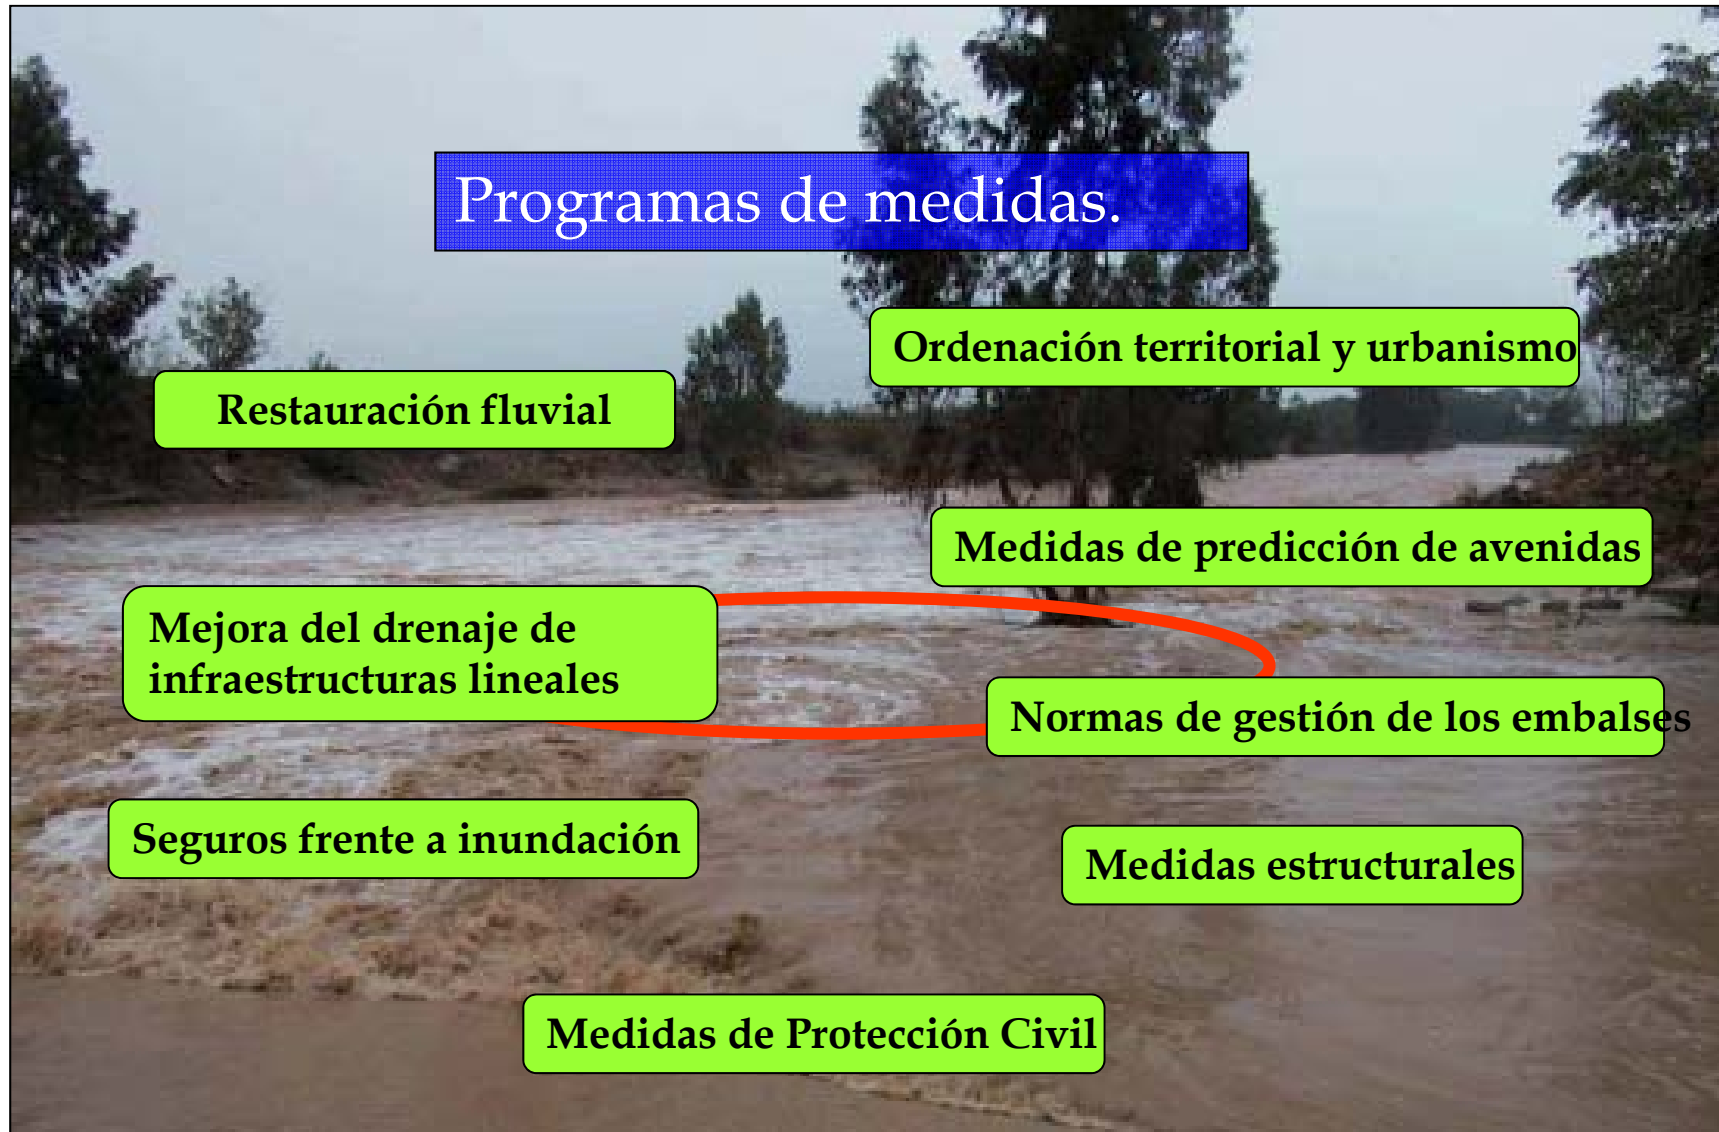 Programas de medidas.
Ordenación territorial y urbanismo
Restauración fluvial
Medidas de predicción de avenidas
Mejora del drenaje de
infraestructuras lineales
Normas de gestión de los embalses
Seguros frente a inundación
Medidas estructurales
Medidas de Protección Civil